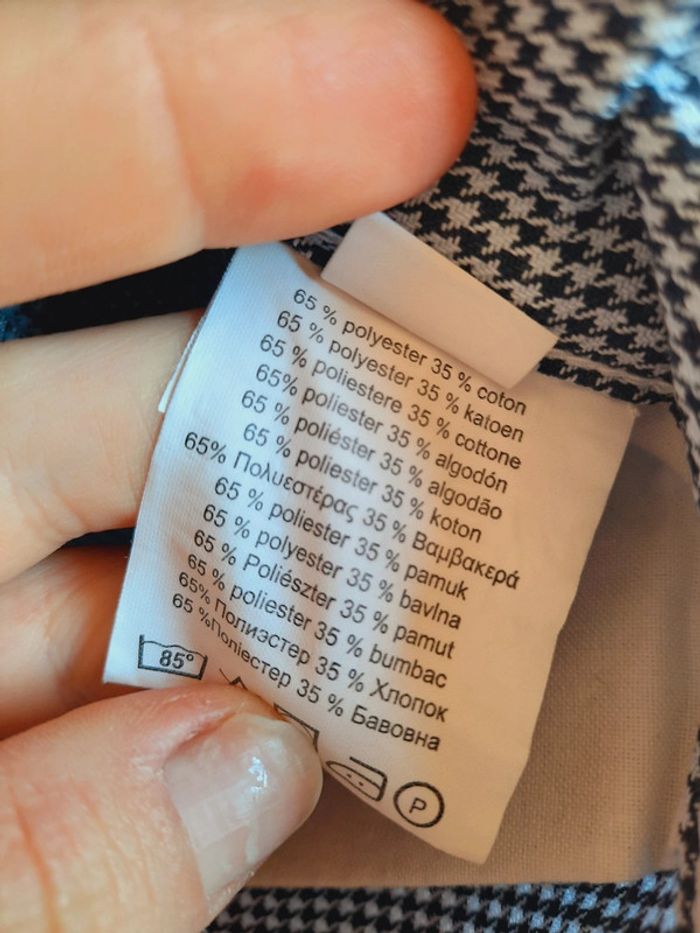 65 % polyester 35 % coton
65 % polyester 35 % katoen
65 % poliestere 35 % cottone
65% poliester 35 % algodón
65 % poliéster 35 % algodão
65 % poliester 35 % koton
65% Πολυεστέρας 35 % Βαμβακερά
65 % poliester 35 % pamuk
65 % polyester 35 % bavlna
65 % Poliészter 35 % pamut
65 % poliester 35 % bumbac
65% Полиэстер 35 % Хлопок
65 %Поліестер 35 % Бавовна
85°
P